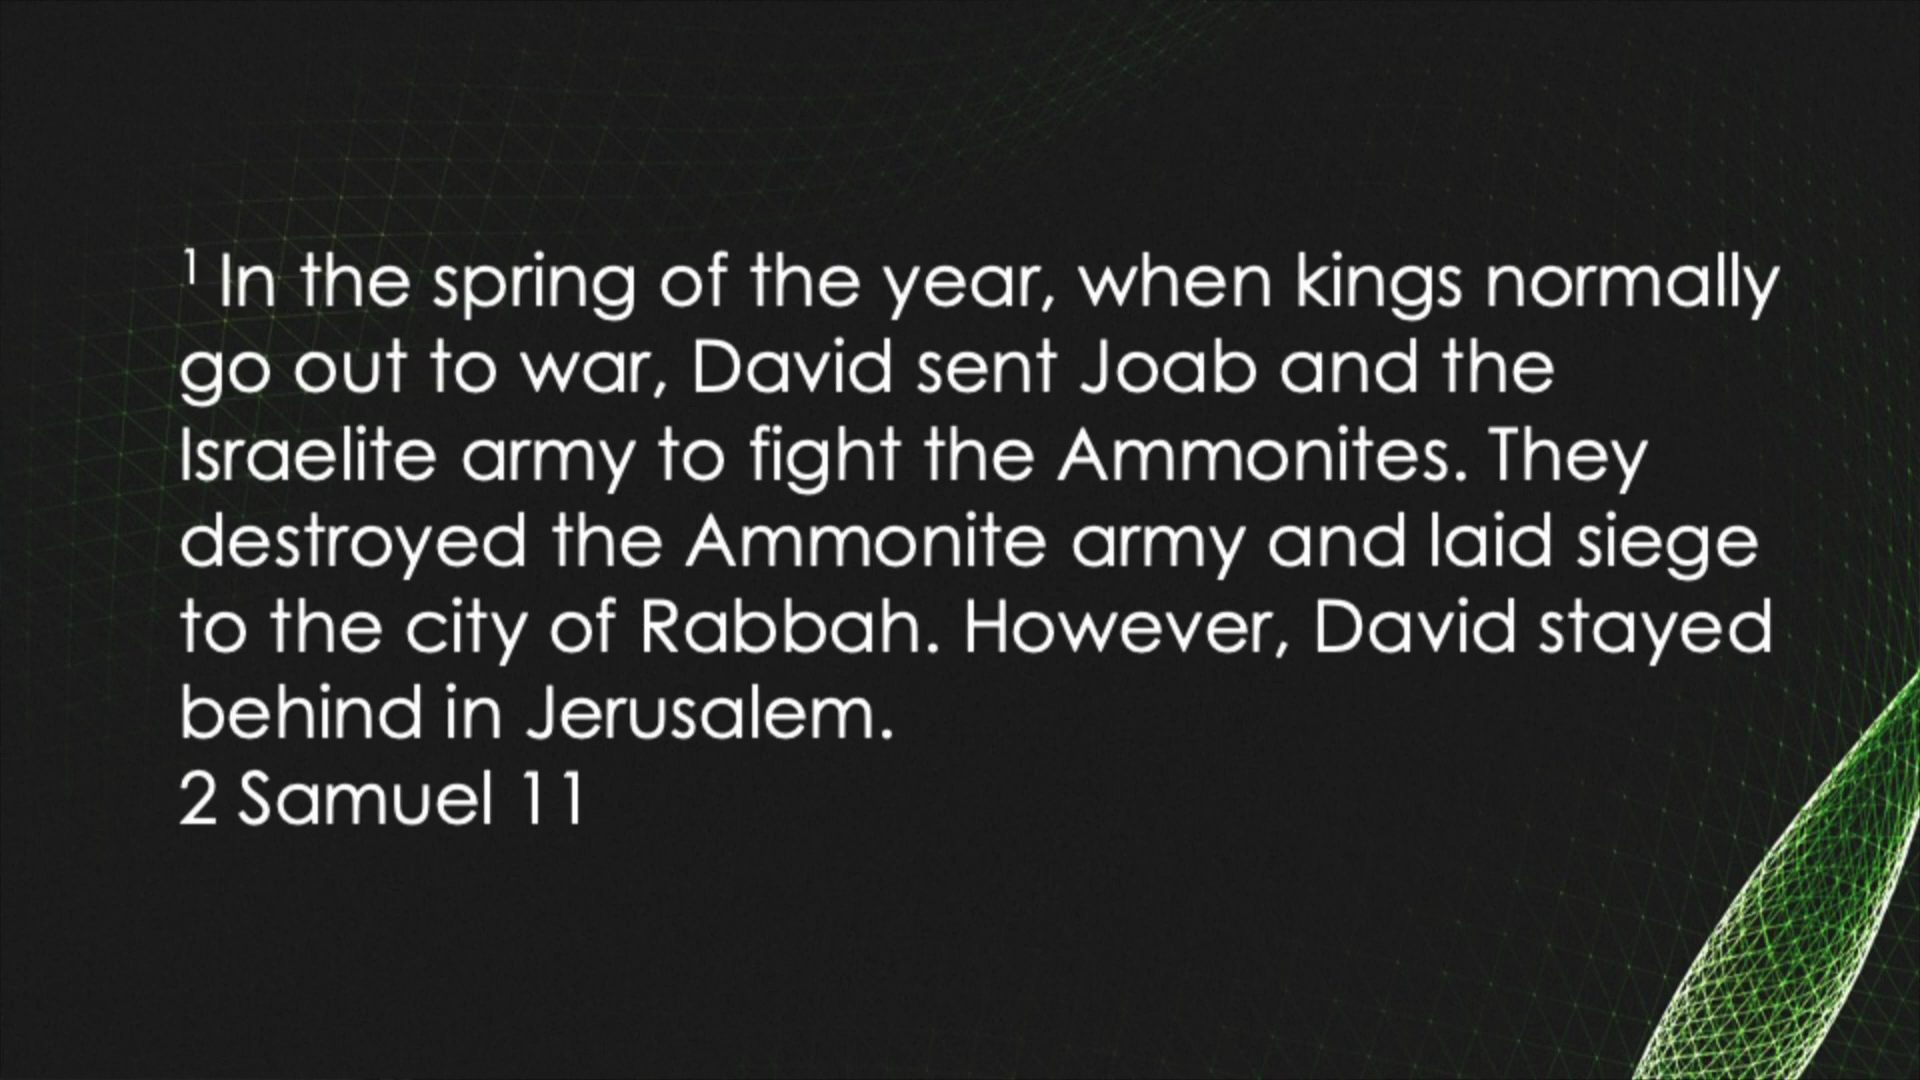 1 In the spring of the year, when kings normally
go out to war, David sent Joab and the
Israelite army to fight the Ammonites. They
destroyed the Ammonite army and laid siege
to the city of Rabbah. However, David stayed
behind in Jerusalem.
2 Samuel 11